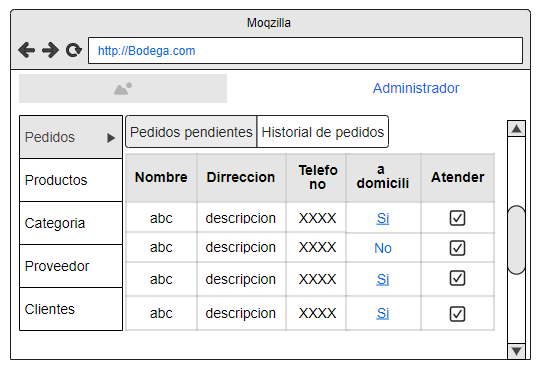 Moqzilla
http://Bodega.com
Administrador
Pedidos
Productos
Categoria
Proveedor
Clientes
Pedidos pendientes Historial de pedidos
Nombre Dirreccion Telefo no a domicili Atender
abc descripcion XXXX Si
abc descripcion XXXX No
abc descripcion XXXX Si
abc descripcion XXXX Si